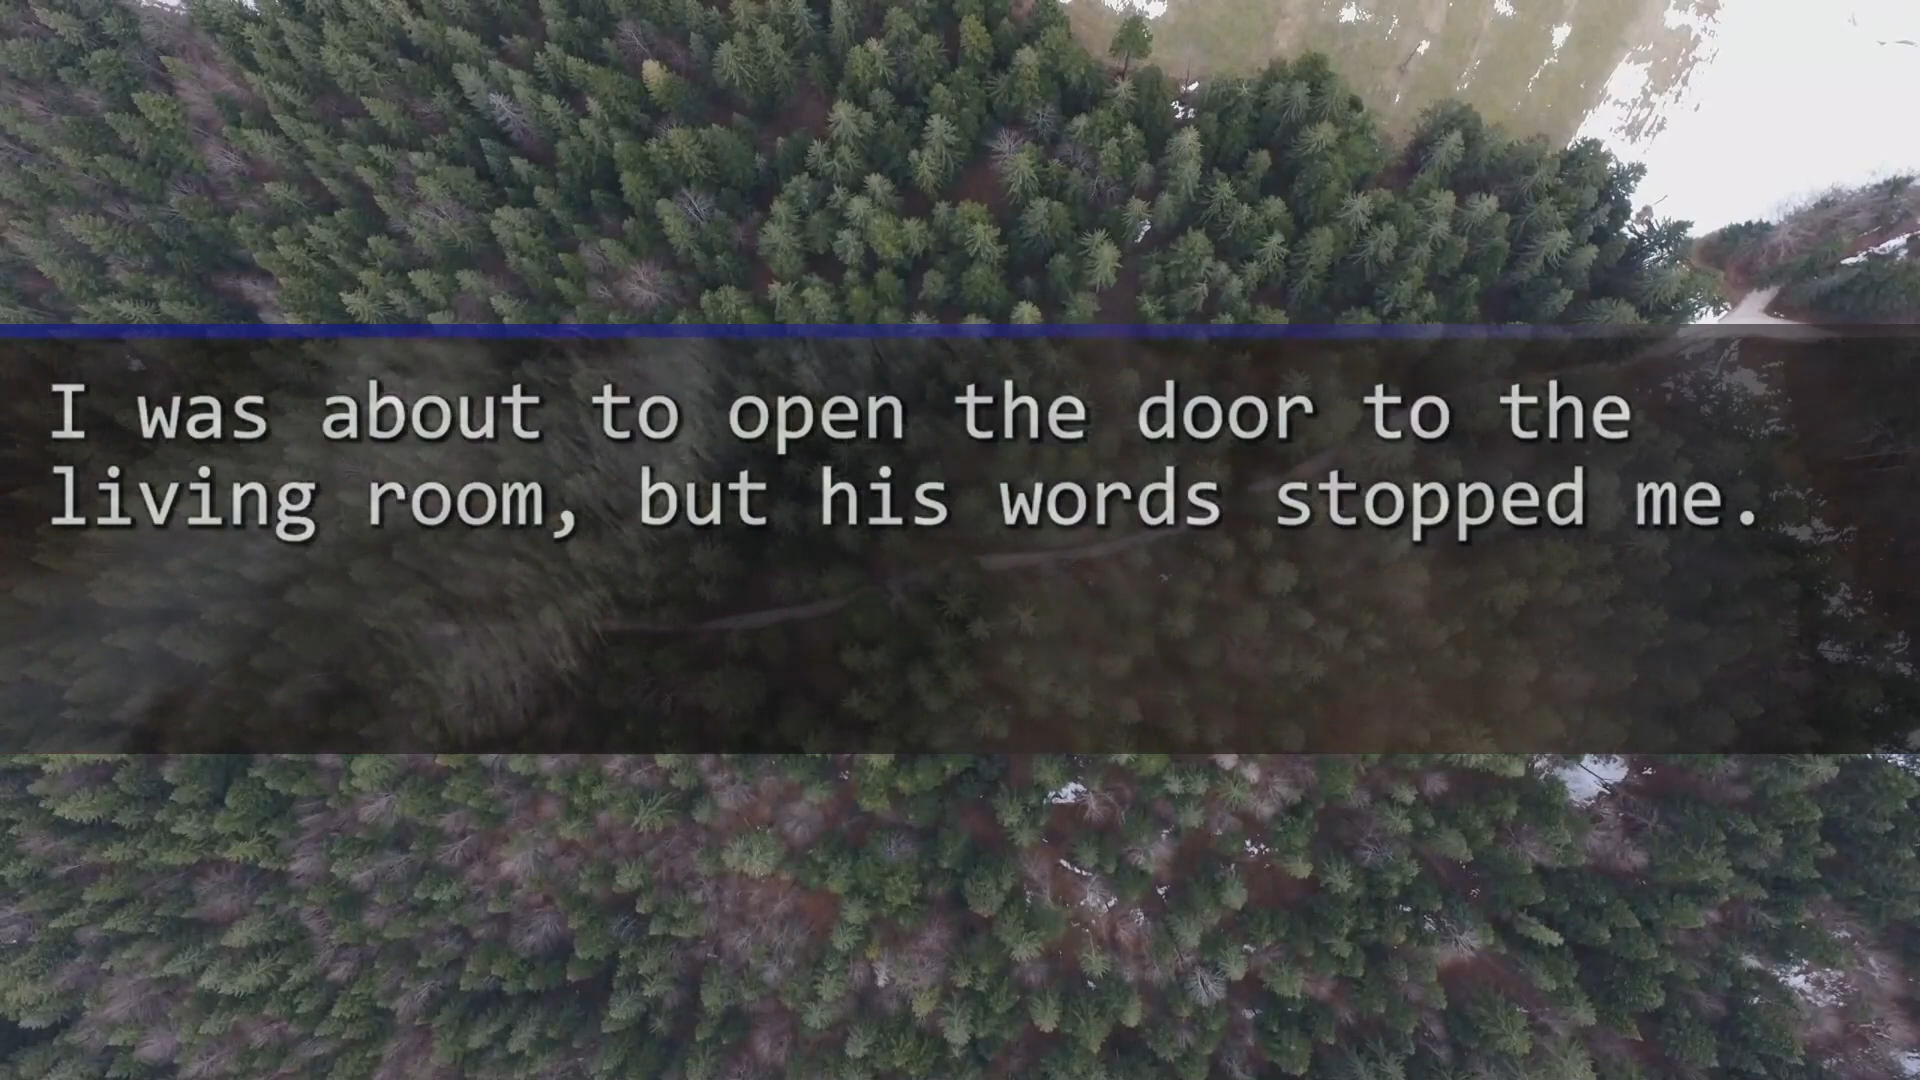 I was about to open the door to the
living room, but his words stopped me.